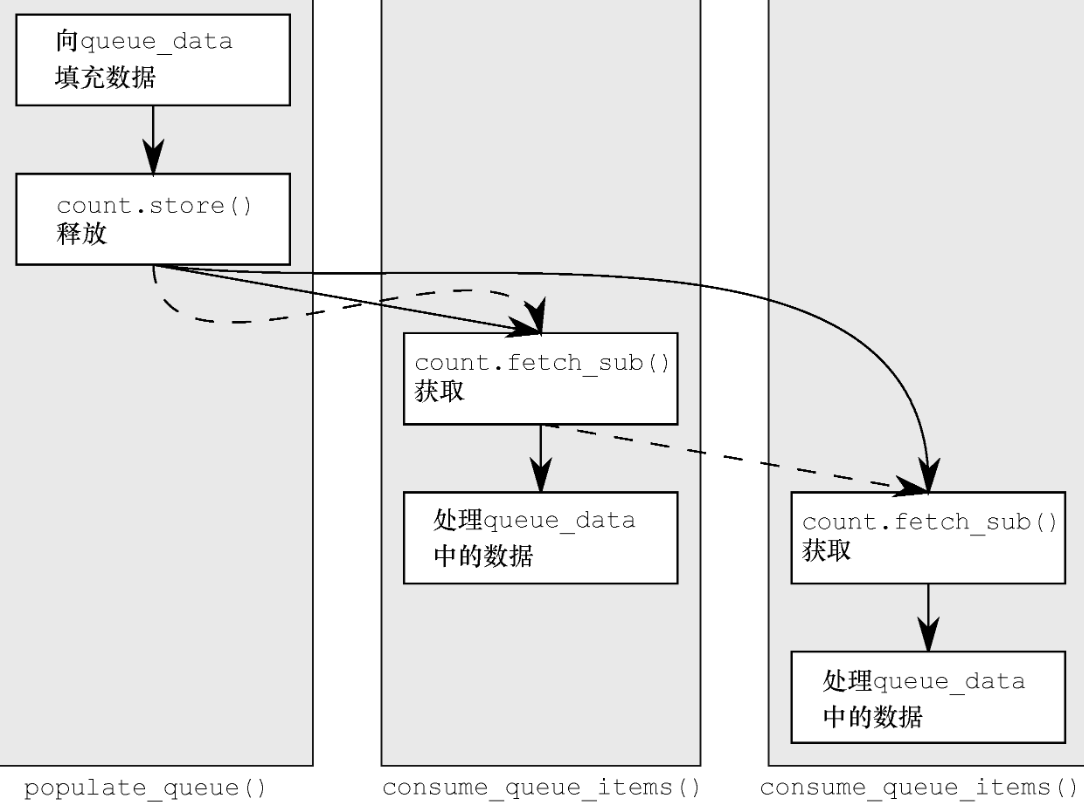 向queue_data
填充数据
count.store()
释放
count.fetch_sub()
获取
处理queue_data
中的数据
count.fetch_sub()
获取
处理queue_data
中的数据
populate_queue()
consume_queue_items()
consume_queue_items()